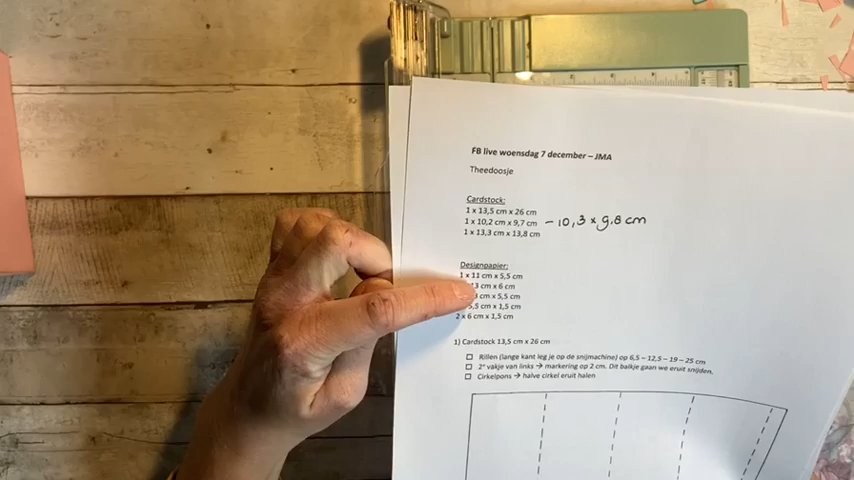 FB live woensdag 7 december – JMA
Theedoosje
Cardstock:
1 x 13,5 cm x 26 cm
1 x 10,2 cm x 9,7 cm – 10,3 x 9.8 cm
1 x 13,3 cm x 13,8 cm
Designpapier:
1 x 11 cm x 5,5 cm
cm x 6 cm
cm x 5,5 cm
5,5 cm x 1,5 cm
2 x 6 cm x 1,5 cm
1) Cardstock 13,5 cm x 26 cm
☐ Rillen (lange kant leg je op de snijmachine) op 6,5 – 12,5 – 19 – 25 cm
☐ 2e vakje van links → markering op 2 cm. Dit balkje gaan we eruit snijden.
☐ Cirkelpons → halve cirkel eruit halen